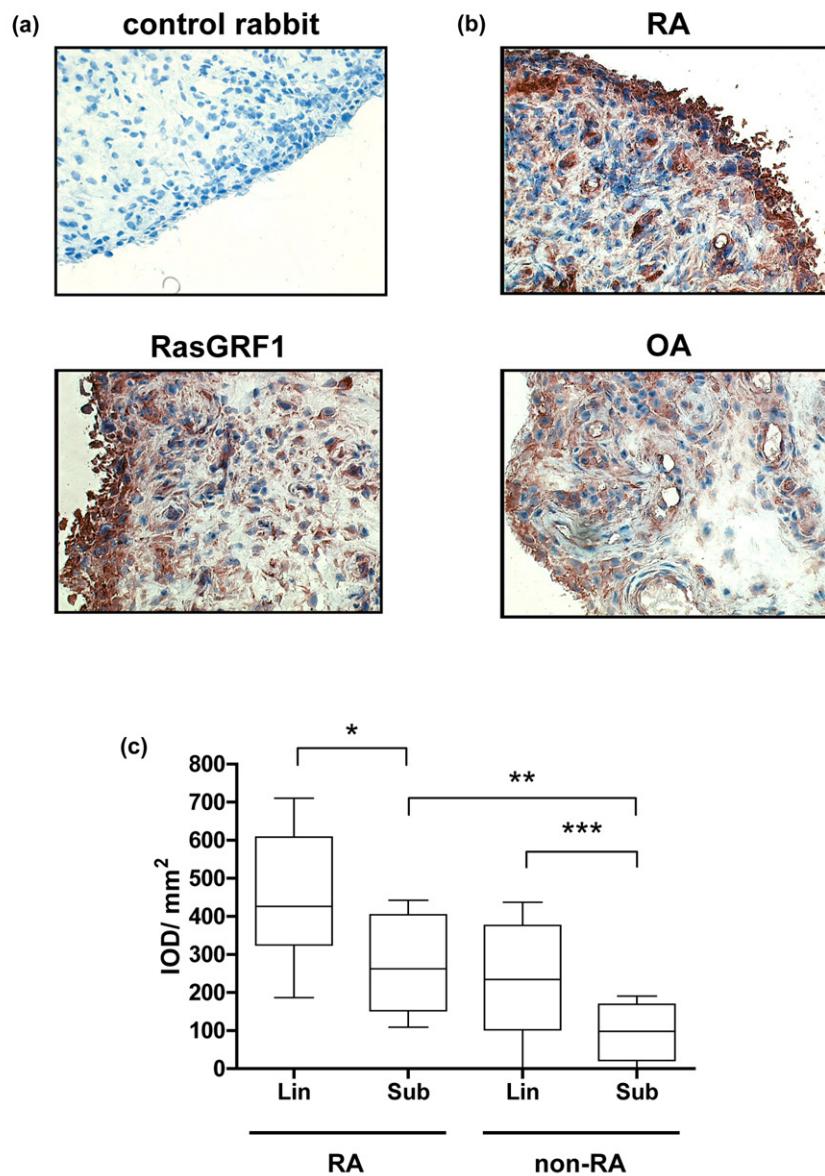 (a)
control rabbit
(b)
RA
RasGRF1
OA
(c)
800
700
600
500
400
300
200
100
0
IOD/ mm²
*
**
***
Lin
Sub
Lin
Sub
RA
non-RA